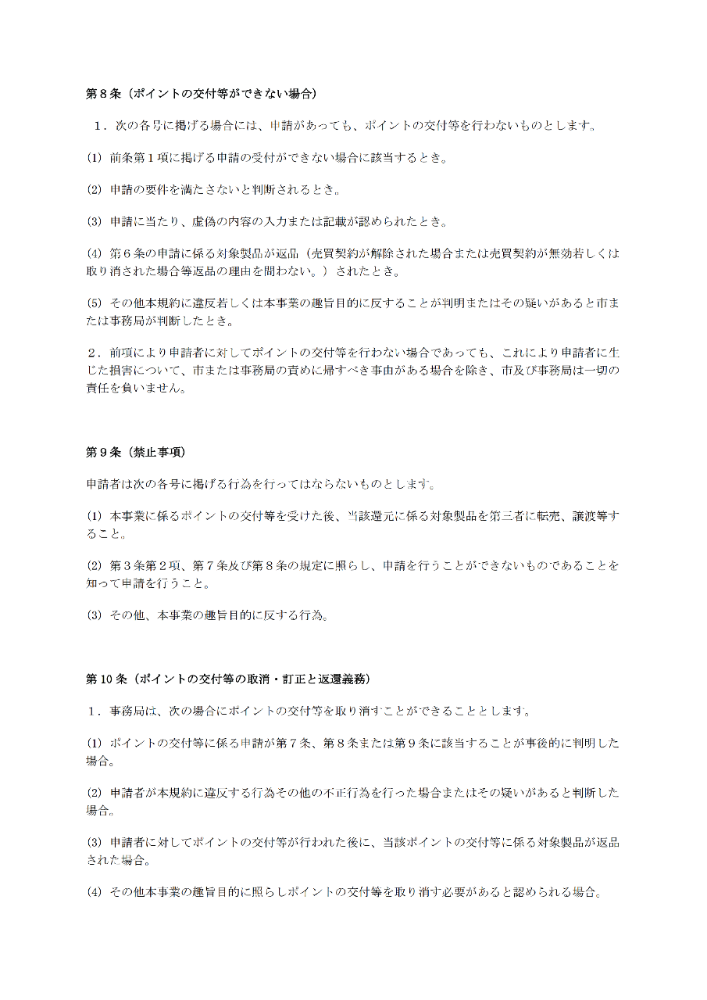 第８条（ポイントの交付等ができない場合）
１．次の各号に掲げる場合には、申請があっても、ポイントの交付等を行わないものとします。
(1) 前条第１項に掲げる申請の受付ができない場合に該当するとき。
(2) 申請の要件を満たさないと判断されるとき。
(3) 申請に当たり、虚偽の内容の入力または記載が認められたとき。
(4) 第６条の申請に係る対象製品が返品（売買契約が解除された場合または売買契約が無効若しくは
取り消された場合等返品の理由を問わない。）されたとき。
(5) その他本規約に違反若しくは本事業の趣旨目的に反することが判明またはその疑いがあると市ま
たは事務局が判断したとき。
２．前項により申請者に対してポイントの交付等を行わない場合であっても、これにより申請者に生
じた損害について、市または事務局の責めに帰すべき事由がある場合を除き、市及び事務局は一切の
責任を負いません。
第９条（禁止事項）
申請者は次の各号に掲げる行為を行ってはならないものとします。
(1) 本事業に係るポイントの交付等を受けた後、当該還元に係る対象製品を第三者に転売、譲渡等す
ること。
(2) 第３条第２項、第７条及び第８条の規定に照らし、申請を行うことができないものであることを
知って申請を行うこと。
(3) その他、本事業の趣旨目的に反する行為。
第 10 条（ポイントの交付等の取消・訂正と返還義務）
１．事務局は、次の場合にポイントの交付等を取り消すことができることとします。
(1) ポイントの交付等に係る申請が第７条、第８条または第９条に該当することが事後的に判明した
場合。
(2) 申請者が本規約に違反する行為その他の不正行為を行った場合またはその疑いがあると判断した
場合。
(3) 申請者に対してポイントの交付等が行われた後に、当該ポイントの交付等に係る対象製品が返品
された場合。
(4) その他本事業の趣旨目的に照らしポイントの交付等を取り消す必要があると認められる場合。